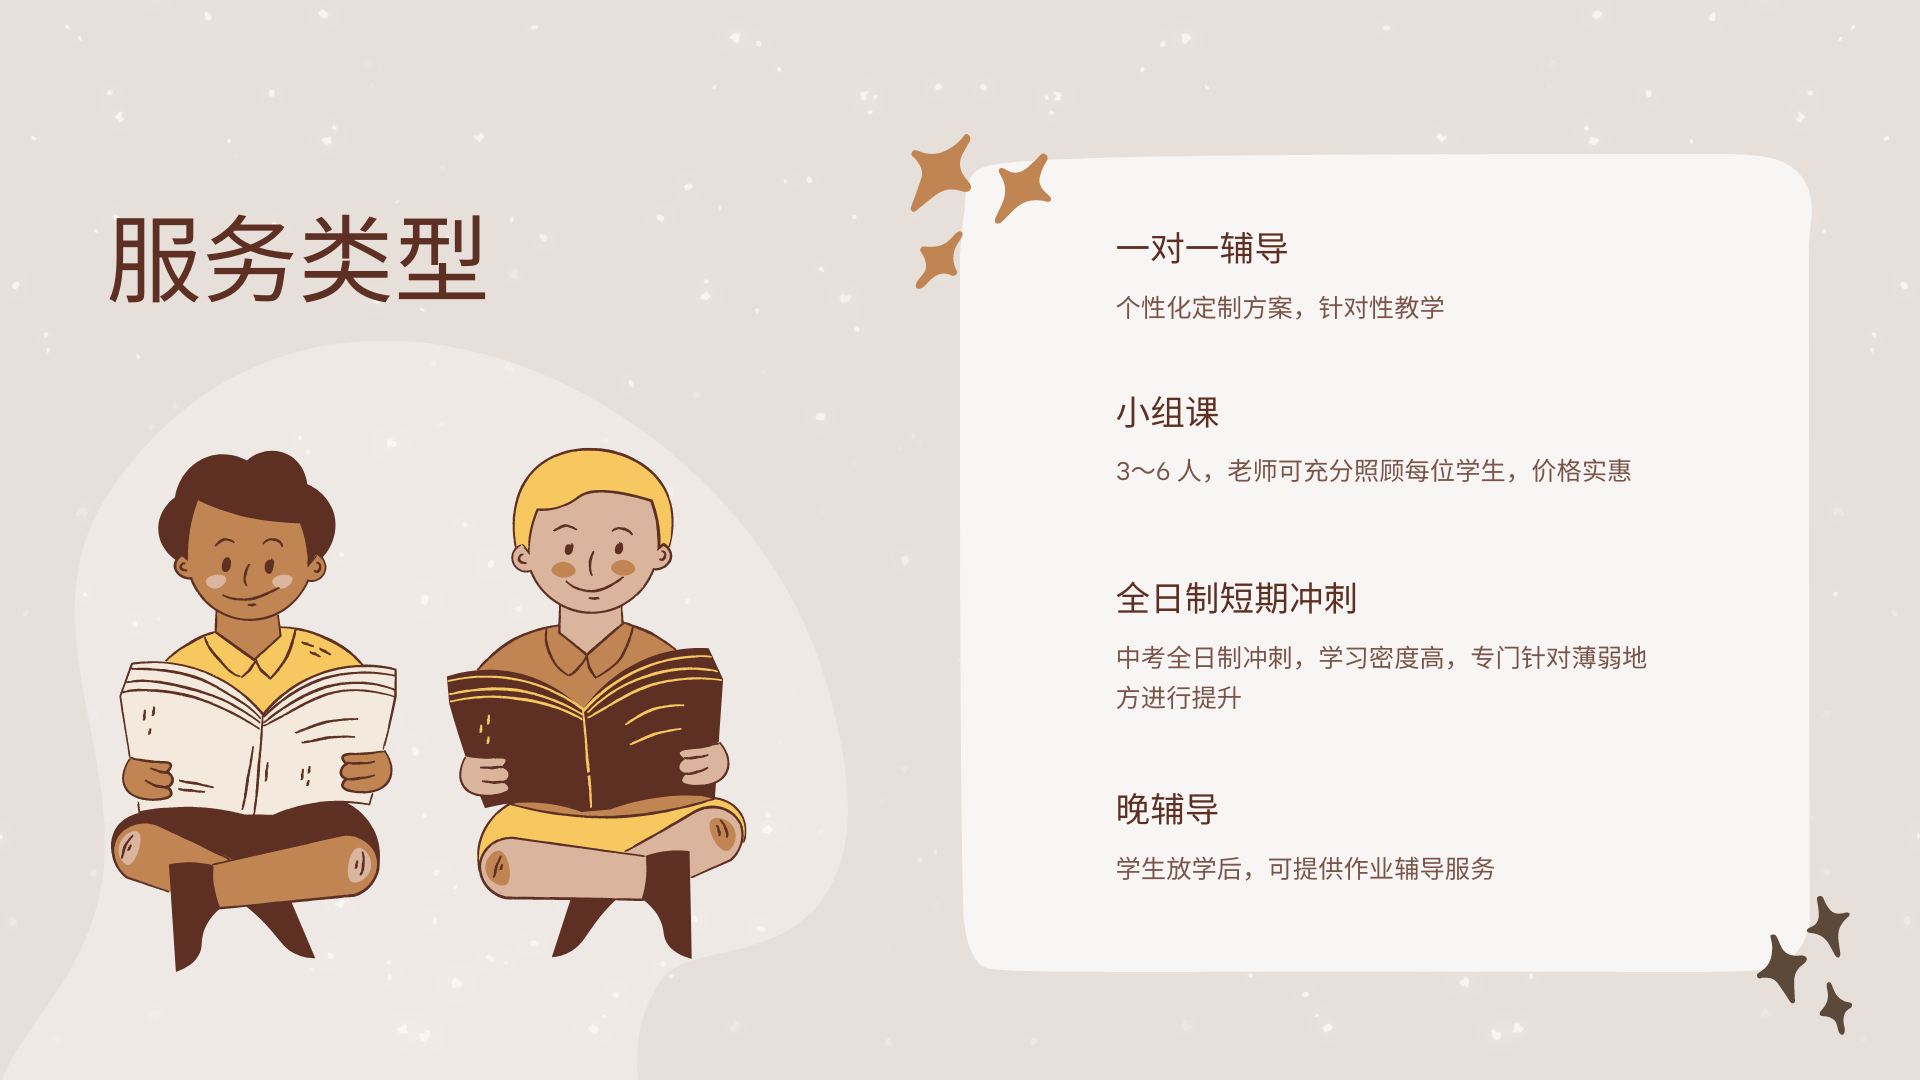 服务类型
一对一辅导
个性化定制方案，针对性教学
小组课
3～6 人，老师可充分照顾每位学生，价格实惠
全日制短期冲刺
中考全日制冲刺，学习密度高，专门针对薄弱地
方进行提升
晚辅导
学生放学后，可提供作业辅导服务